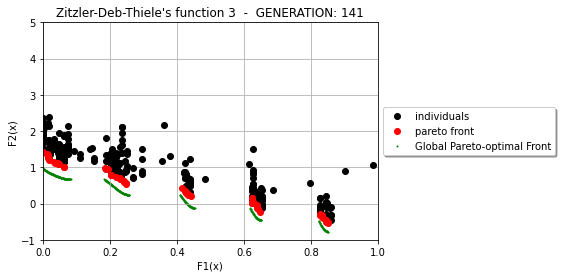 Zitzler-Deb-Thiele's function 3 - GENERATION: 141
5
4
3
2
1
0
−1
F2(x)
0.0 0.2 0.4 0.6 0.8 1.0
F1(x)
individuals
pareto front
Global Pareto-optimal Front